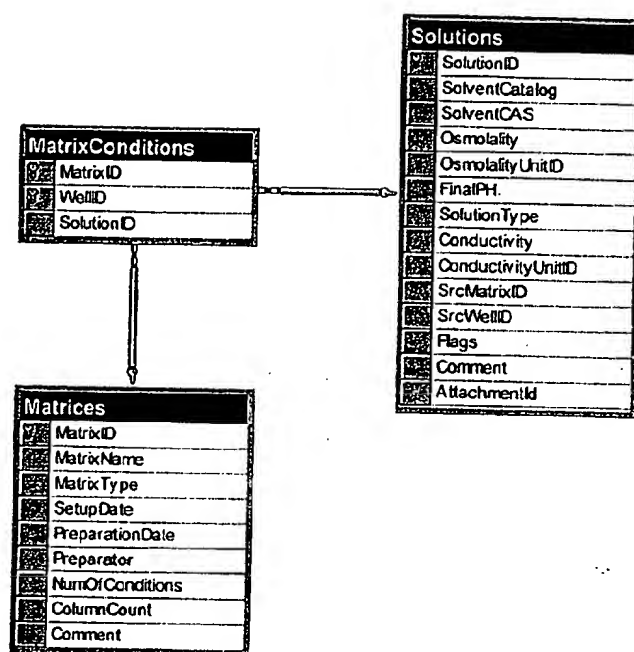 Solutions
SolutionID
SolventCatalog
SolventCAS
Osmolality
OsmolalityUnitID
FinalPH.
SolutionType
Conductivity
ConductivityUnitID
SrcMatrixID
SrcWellID
Flags
Comment
AttachmentId
MatrixConditions
MatrixID
WellID
SolutionID
Matrices
MatrixID
MatrixName
MatrixType
SetupDate
PreparationDate
Preparator
NumOfConditions
ColumnCount
Comment